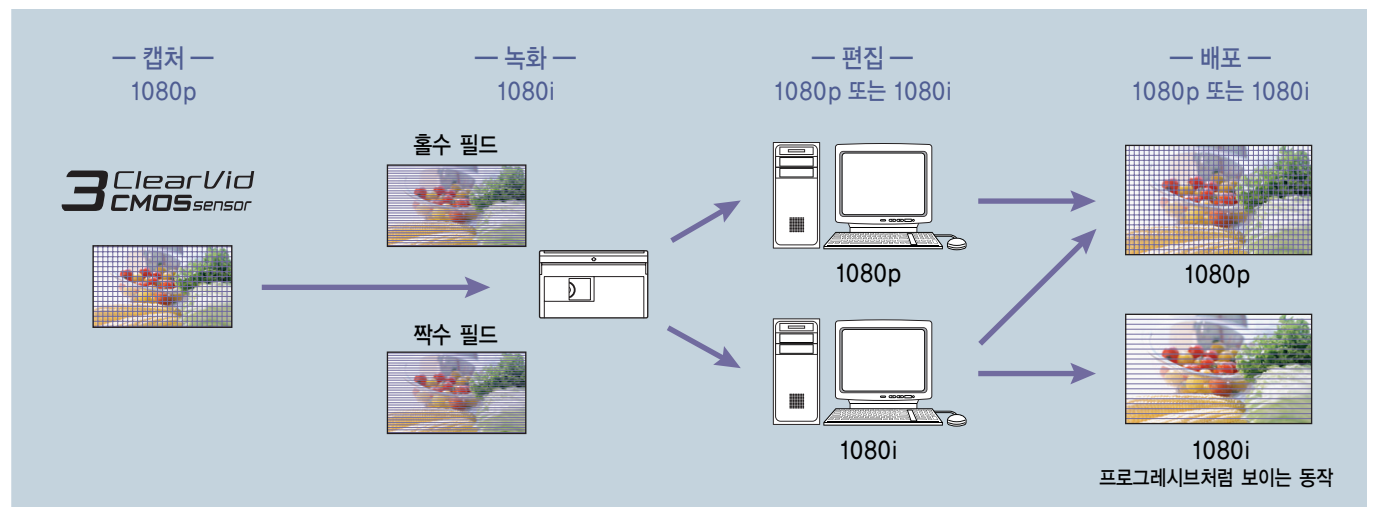 — 캡처 —
1080p
3 ClearVid
CMOS sensor
— 녹화 —
1080i
홀수 필드
짝수 필드
— 편집 —
1080p 또는 1080i
1080p
1080i
— 배포 —
1080p 또는 1080i
1080p
1080i
프로그레시브처럼 보이는 동작